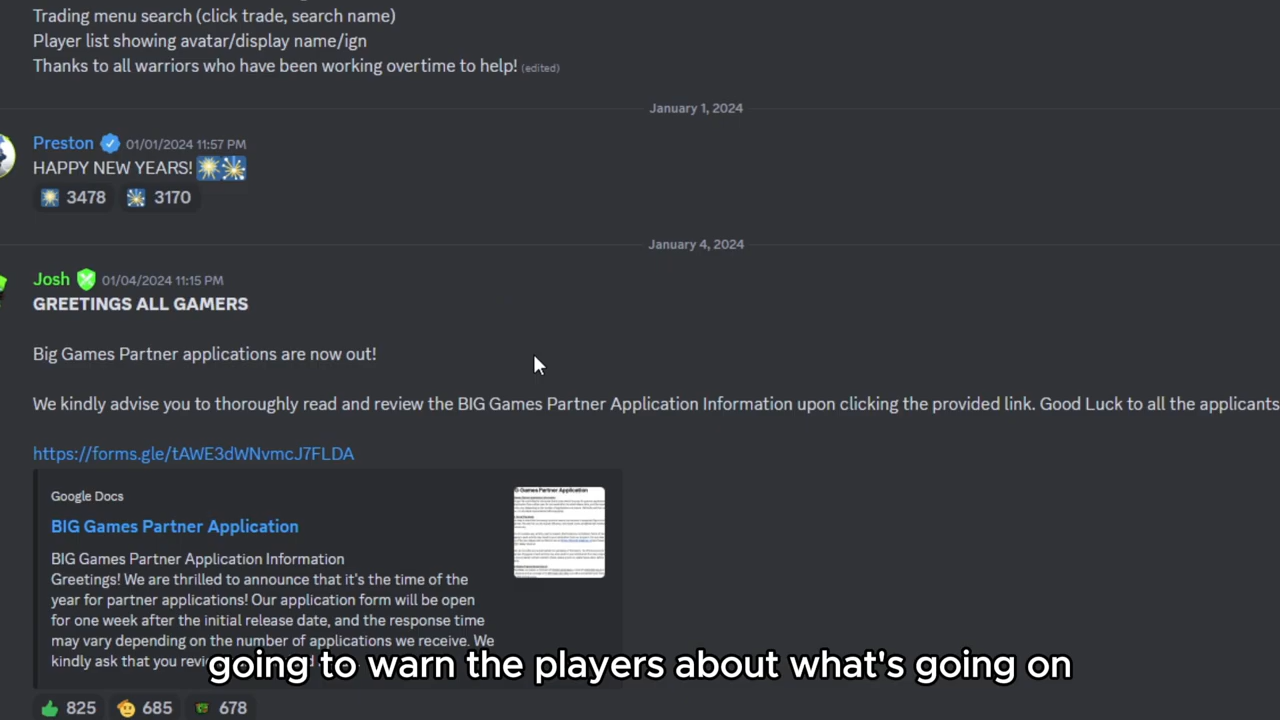 Trading menu search (click trade, search name)
Player list showing avatar/display name/ign
Thanks to all warriors who have been working overtime to help! (edited)
January 1, 2024
Preston 01/01/2024 11:57 PM
HAPPY NEW YEARS!
3478 3170
January 4, 2024
Josh 01/04/2024 11:15 PM
GREETINGS ALL GAMERS
Big Games Partner applications are now out!
We kindly advise you to thoroughly read and review the BIG Games Partner Application Information upon clicking the provided link. Good Luck to all the applicants
https://forms.gle/tAWE3dWNvmcJ7FLDA
Google Docs
BIG Games Partner Application
BIG Games Partner Application Information
Greetings! We are thrilled to announce that it's the time of the
year for partner applications! Our application form will be open
for one week after the initial release date, and the response time
may vary depending on the number of applications we receive. We
kindly ask that you
going to warn the players about what's going on
825 685 678